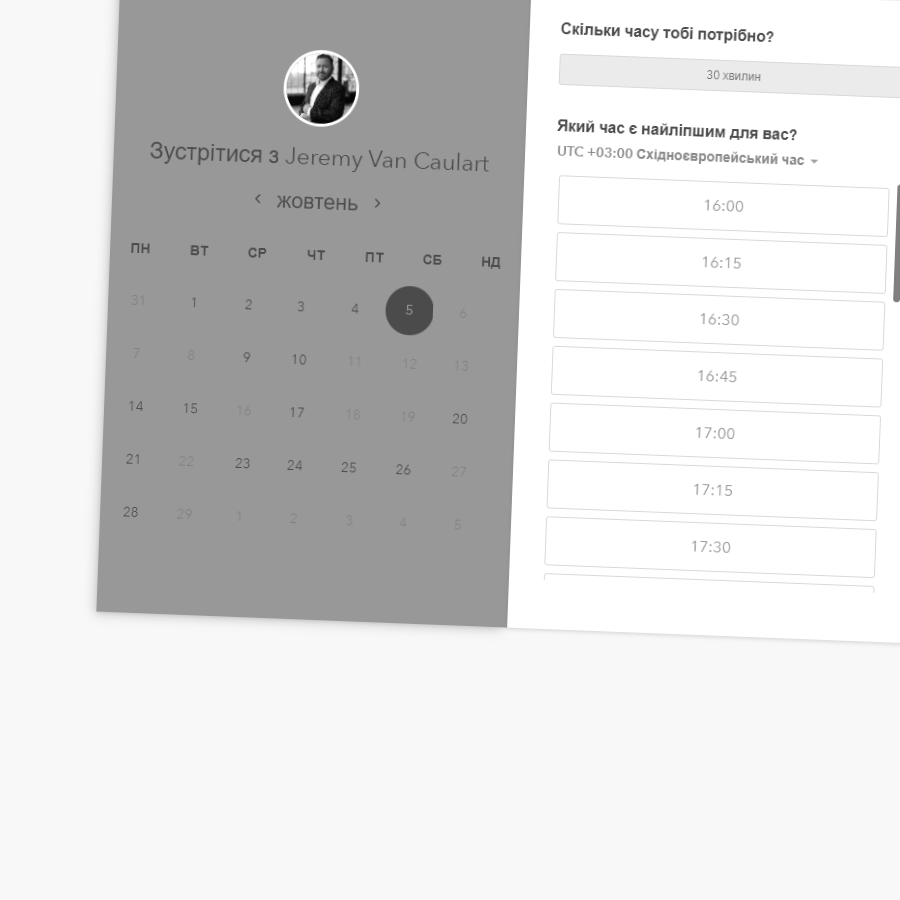 Зустрітися з Jeremy Van Caulart
‹ жовтень ›
ПН ВТ СР ЧТ ПТ СБ НД
31 1 2 3 4 5 6
7 8 9 10 11 12 13
14 15 16 17 18 19 20
21 22 23 24 25 26 27
28 29 1 2 3 4 5
Скільки часу тобі потрібно?
30 хвилин
Який час є найліпшим для вас?
UTC +03:00 Східноєвропейський час
16:00
16:15
16:30
16:45
17:00
17:15
17:30